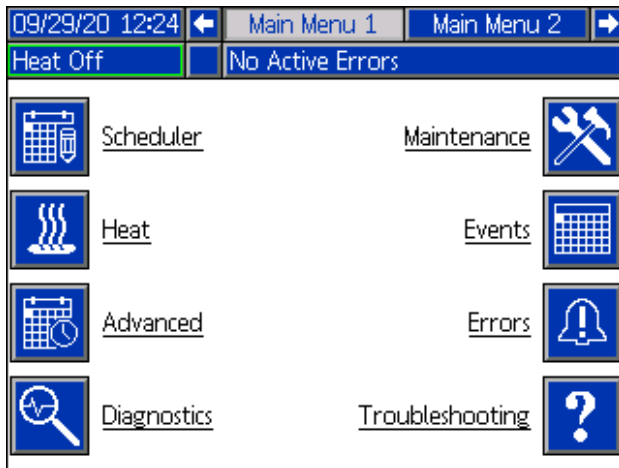 09/29/20 12:24 Main Menu 1 Main Menu 2
Heat Off No Active Errors
Scheduler Maintenance
Heat Events
Advanced Errors
Diagnostics Troubleshooting